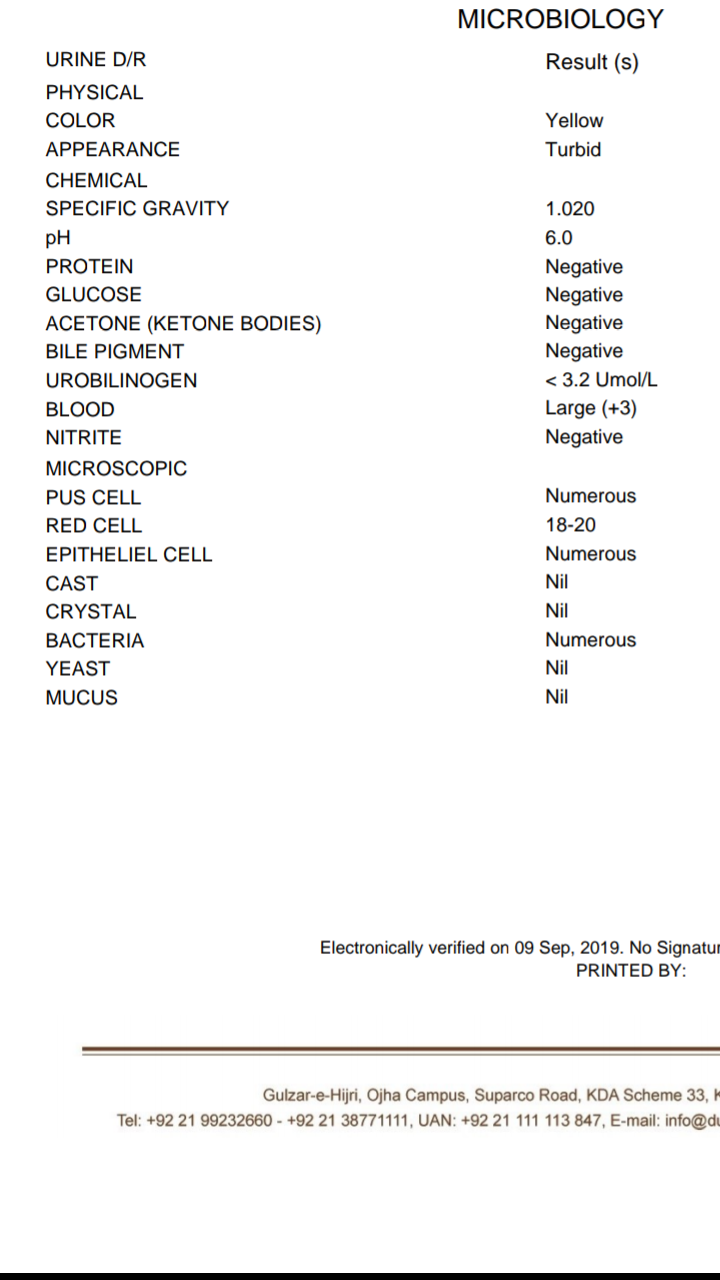 MICROBIOLOGY
URINE D/R Result (s)
PHYSICAL
COLOR Yellow
APPEARANCE Turbid
CHEMICAL
SPECIFIC GRAVITY 1.020
pH 6.0
PROTEIN Negative
GLUCOSE Negative
ACETONE (KETONE BODIES) Negative
BILE PIGMENT Negative
UROBILINOGEN < 3.2 Umol/L
BLOOD Large (+3)
NITRITE Negative
MICROSCOPIC
PUS CELL Numerous
RED CELL 18-20
EPITHELIEL CELL Numerous
CAST Nil
CRYSTAL Nil
BACTERIA Numerous
YEAST Nil
MUCUS Nil
Electronically verified on 09 Sep, 2019. No Signatur
PRINTED BY:
Gulzar-e-Hijri, Ojha Campus, Suparco Road, KDA Scheme 33, K
Tel: +92 21 99232660 - +92 21 38771111, UAN: +92 21 111 113 847, E-mail: info@du